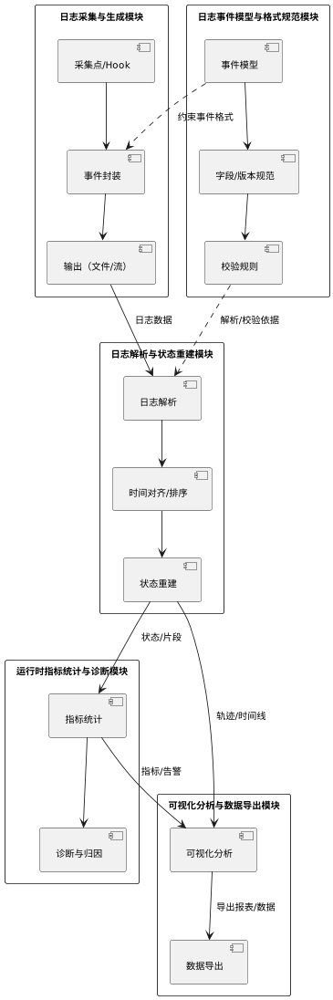 日志采集与生成模块
日志事件模型与格式规范模块
采集点/Hook
事件模型
约束事件格式
事件封装
字段/版本规范
输出（文件/流）
校验规则
日志数据
解析/校验依据
日志解析与状态重建模块
日志解析
时间对齐/排序
状态重建
状态/片段
运行时指标统计与诊断模块
指标统计
轨迹/时间线
指标/告警
可视化分析与数据导出模块
诊断与归因
可视化分析
导出报表/数据
数据导出